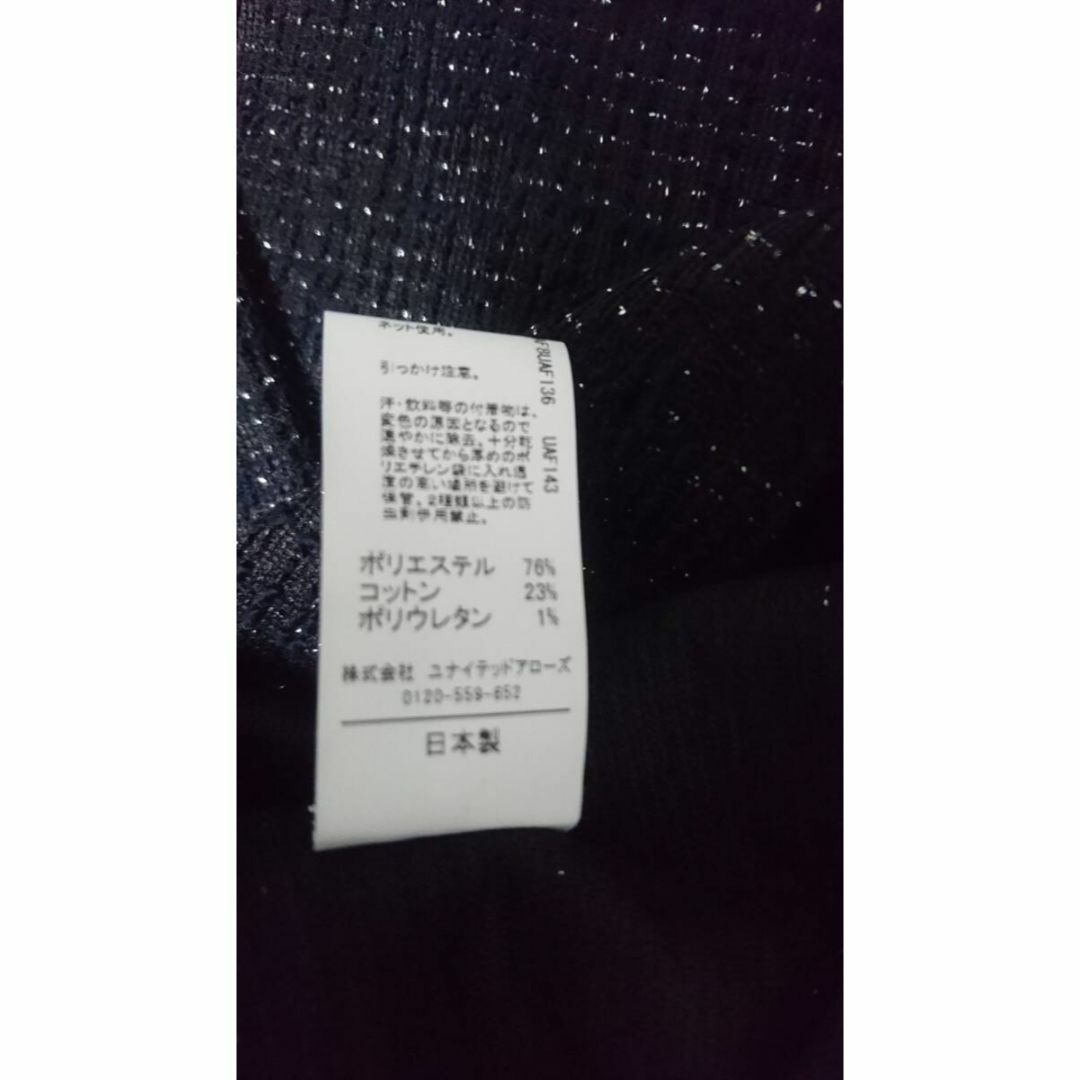 ネット使用。
引っかけ注意。
汗・飲料等の付着物は、
変色の原因となるので
速やかに除去。十分乾
燥させてから厚めのポ
リエチレン袋に入れ過
度の高い場所を避けて
保管。2種類以上の防
虫剤併用禁止。
ポリエステル 76%
コットン 23%
ポリウレタン 1%
株式会社 ユナイテッドアローズ
0120-559-652
日本製
F8UAF136 UAF143